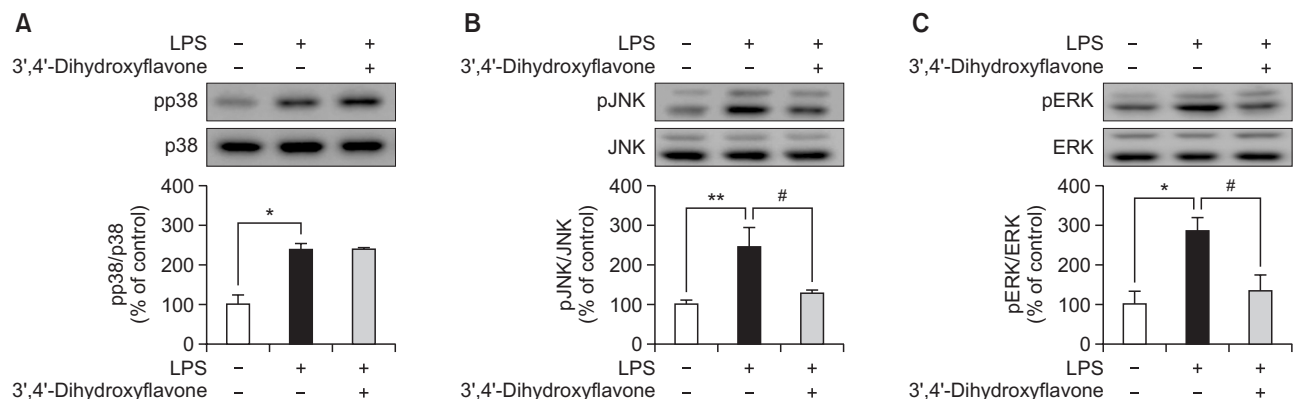 A
LPS – + +
3',4'-Dihydroxyflavone – – +
pp38
p38
400
300
200
100
0
pp38/p38
(% of control)
*
LPS – + +
3',4'-Dihydroxyflavone – – +
B
LPS – + +
3',4'-Dihydroxyflavone – – +
pJNK
JNK
400
300
200
100
0
pJNK/JNK
(% of control)
** #
LPS – + +
3',4'-Dihydroxyflavone – – +
C
LPS – + +
3',4'-Dihydroxyflavone – – +
pERK
ERK
400
300
200
100
0
pERK/ERK
(% of control)
* #
LPS – + +
3',4'-Dihydroxyflavone – – +